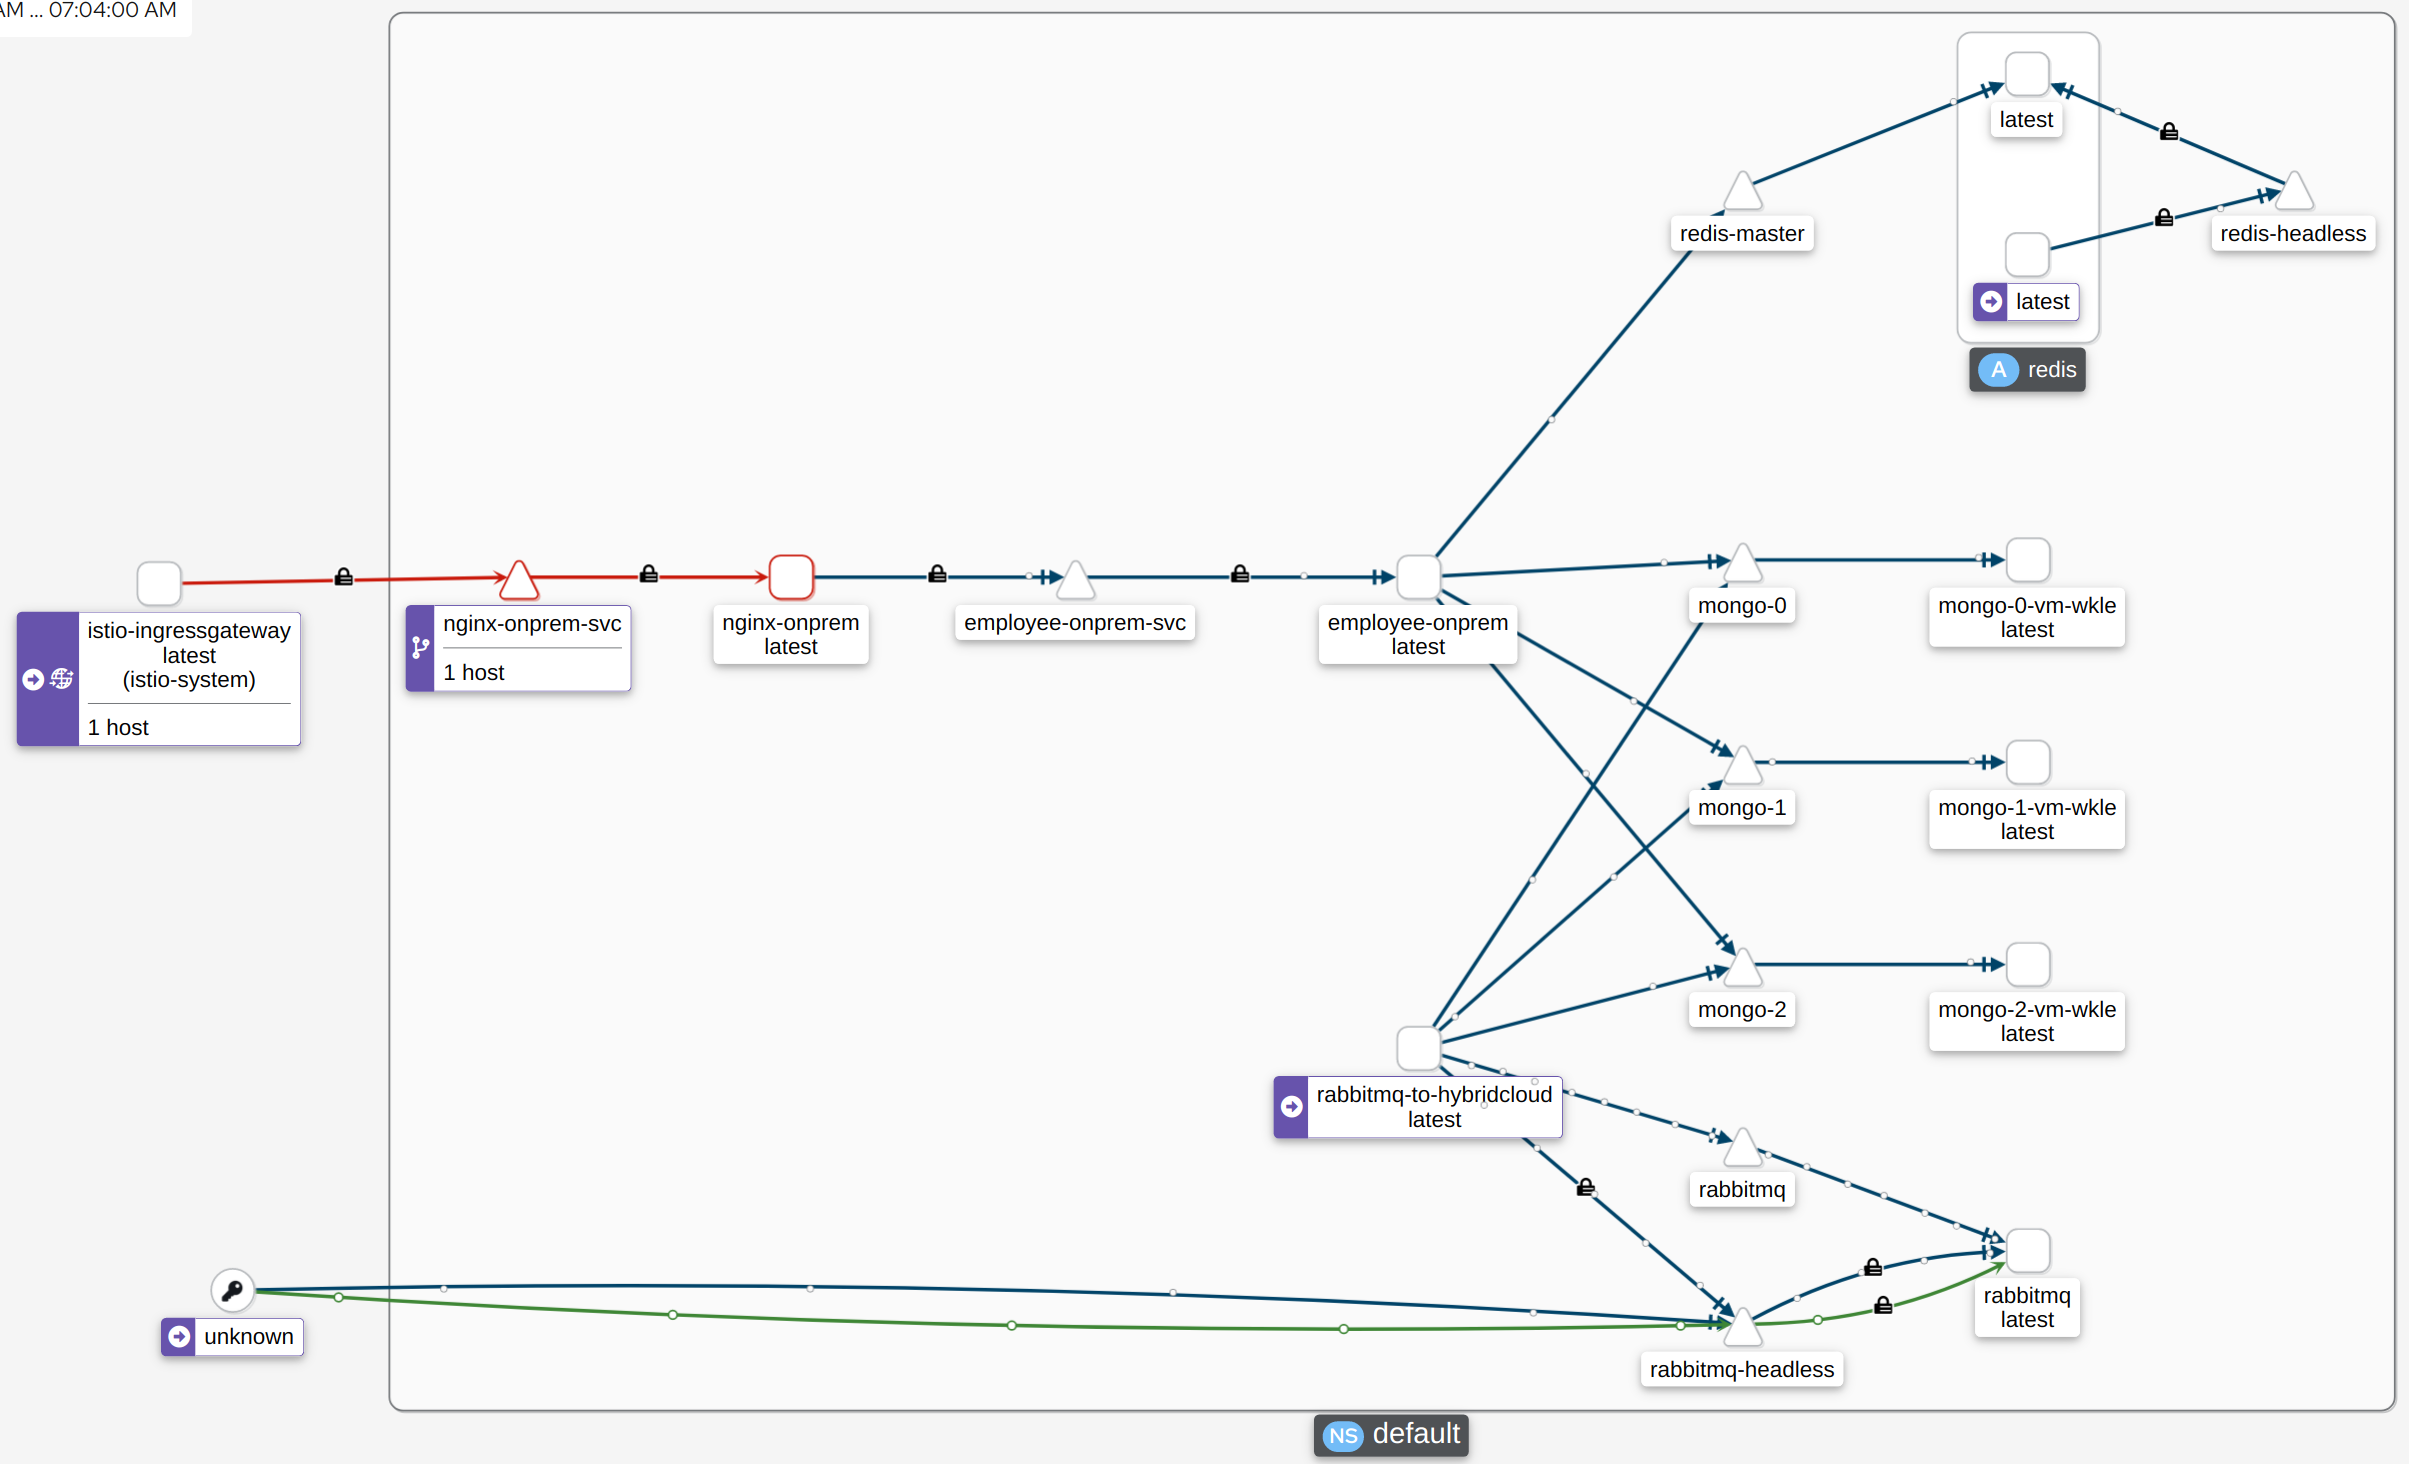 AM ... 07:04:00 AM
latest
redis-master
redis-headless
latest
A redis
istio-ingressgateway
latest
(istio-system)
1 host
nginx-onprem-svc
1 host
nginx-onprem
latest
employee-onprem-svc
employee-onprem
latest
mongo-0
mongo-0-vm-wkle
latest
mongo-1
mongo-1-vm-wkle
latest
mongo-2
mongo-2-vm-wkle
latest
rabbitmq-to-hybridcloud
latest
rabbitmq
rabbitmq
latest
unknown
rabbitmq-headless
NS default